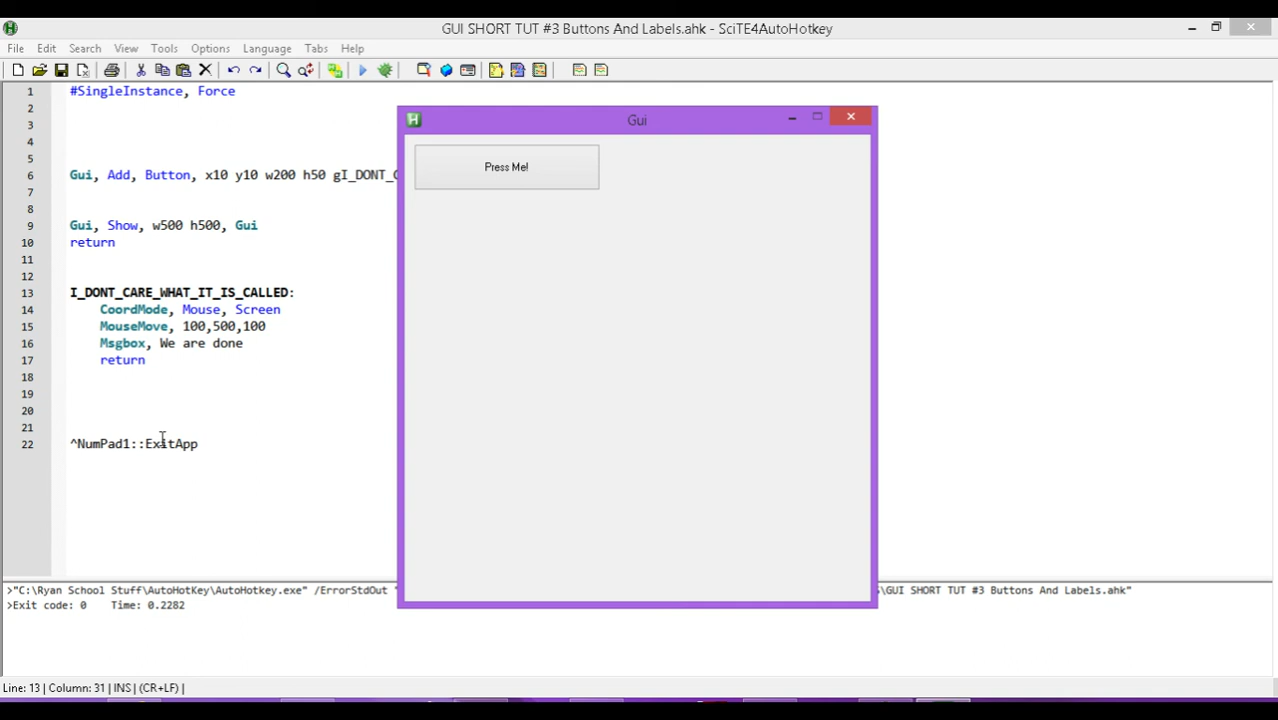 GUI SHORT TUT #3 Buttons And Labels.ahk - SciTE4AutoHotkey
File Edit Search View Tools Options Language Tabs Help
1 #SingleInstance, Force
2
3
4
5
6 Gui, Add, Button, x10 y10 w200 h50 gI_DONT_C
7
8
9 Gui, Show, w500 h500, Gui
10 return
11
12
13 I_DONT_CARE_WHAT_IT_IS_CALLED:
14 CoordMode, Mouse, Screen
15 MouseMove, 100,500,100
16 Msgbox, We are done
17 return
18
19
20
21
22 ^NumPad1::ExitApp
Gui
Press Me!
>"C:\Ryan School Stuff\AutoHotKey\AutoHotkey.exe" /ErrorStdOut " \GUI SHORT TUT #3 Buttons And Labels.ahk"
>Exit code: 0 Time: 0.2282
Line: 13 | Column: 31 | INS | (CR+LF) |